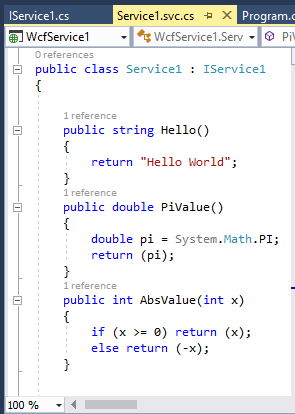 IService1.cs Service1.svc.cs Program.c
WcfService1 WcfService1.Serv PiV
0 references
public class Service1 : IService1
{
1 reference
public string Hello()
{
return "Hello World";
}
1 reference
public double PiValue()
{
double pi = System.Math.PI;
return (pi);
}
1 reference
public int AbsValue(int x)
{
if (x >= 0) return (x);
else return (-x);
}
100 %